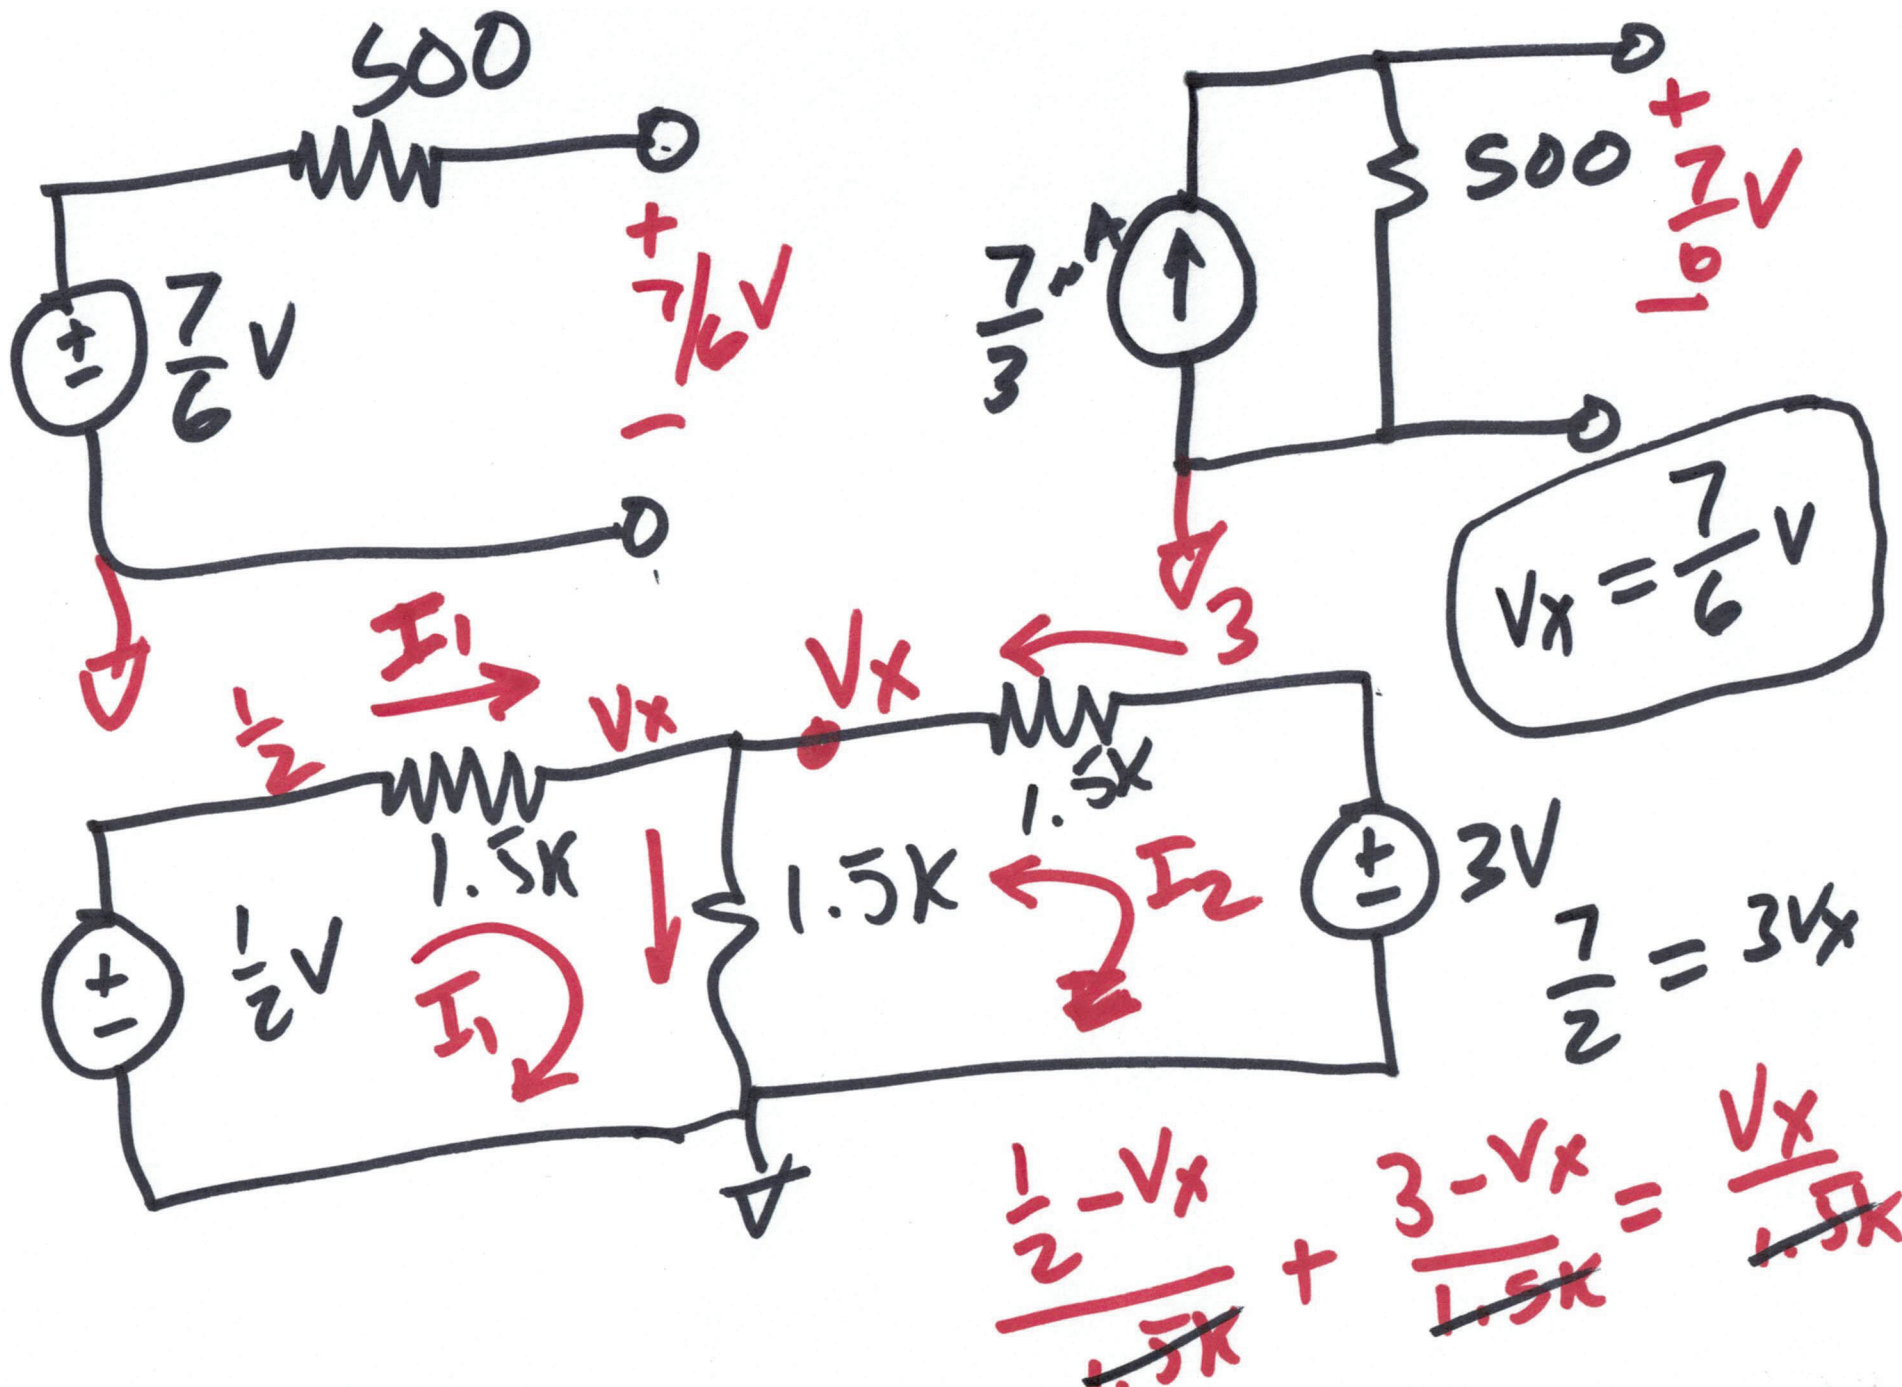 500
+
-
7/6 V
+
7/6 V
-
7/3 mA
500
+
7/6 V
-
Vx = 7/6 V
I1
1/2
Vx
Vx
3
1.5K
1.5K
1.5K
+
-
1/2 V
I1
I2
+
-
3V
7/2 = 3Vx
1/2 - Vx / 1.5K + 3 - Vx / 1.5K = Vx / 1.5K